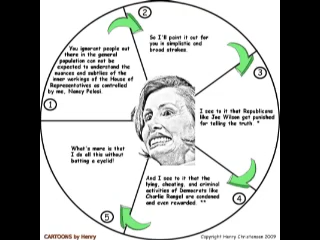 2
You ignorant people out
there in the general
population can not be
expected to understand the
nuances and subtlies of the
inner workings of the House of
Representatives as controlled
by me, Nancy Pelosi.
1
So I'll point it out for
you in simplistic and
broad strokes.
3
I see to it that Republicans
like Joe Wilson get punished
for telling the truth. *
4
And I see to it that the
lying, cheating, and criminal
activities of Democrats like
Charlie Rangel are condoned
and even rewarded. **
5
What's more is that
I do all this without
batting a eyelid!
CARTOONS by Henry
Copyright Henry Christensen 2009